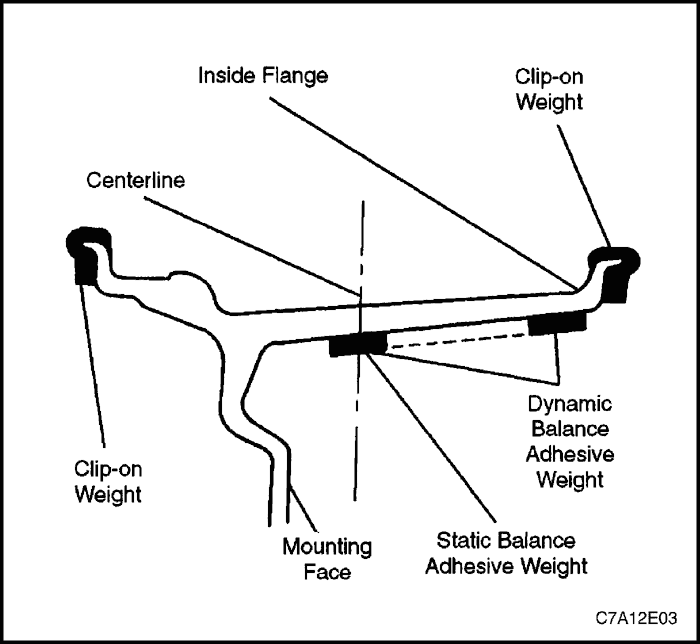 Inside Flange
Clip-on
Weight
Centerline
Clip-on
Weight
Dynamic
Balance
Adhesive
Weight
Mounting
Face
Static Balance
Adhesive Weight
C7A12E03